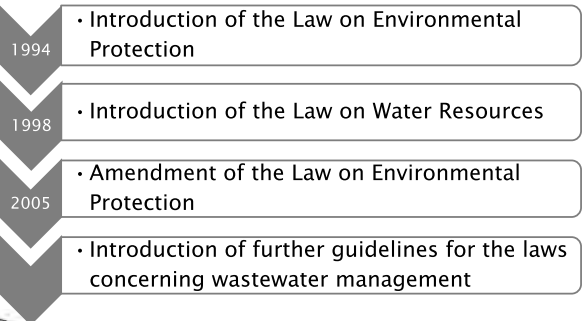 1994
• Introduction of the Law on Environmental
Protection
1998
• Introduction of the Law on Water Resources
2005
• Amendment of the Law on Environmental
Protection
• Introduction of further guidelines for the laws
concerning wastewater management